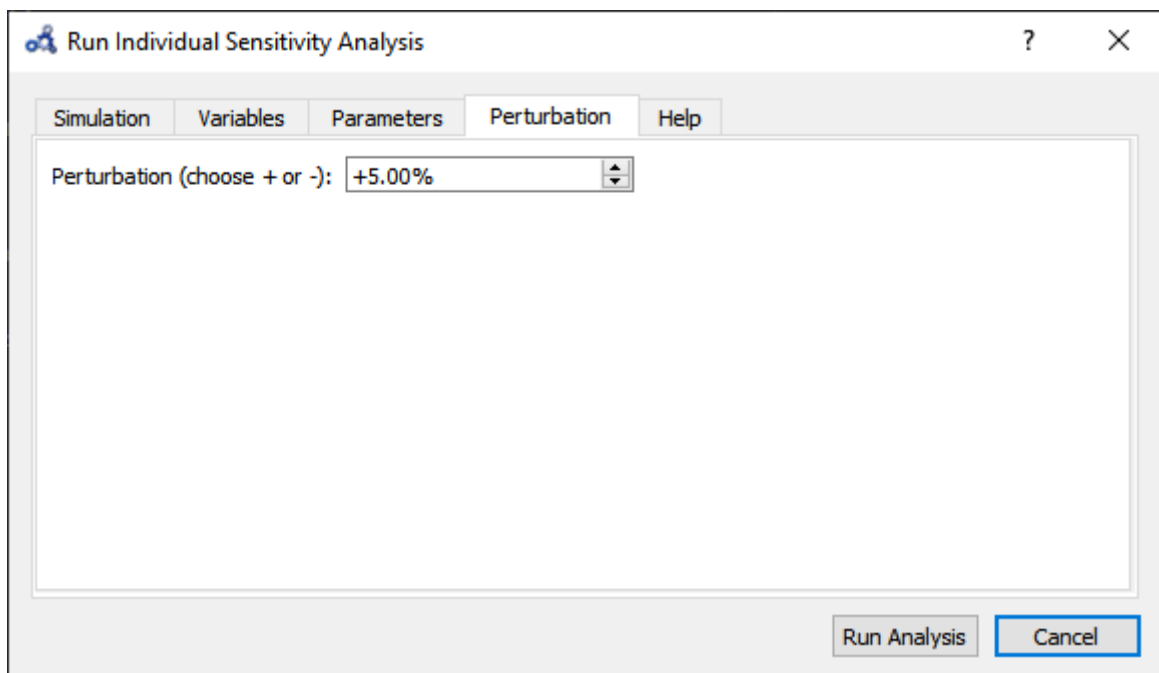 Run Individual Sensitivity Analysis ?
Simulation Variables Parameters Perturbation Help
Perturbation (choose + or -): +5.00%
Run Analysis Cancel